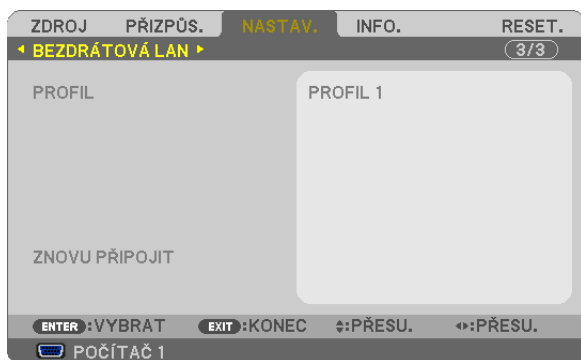 ZDROJ PŘIZPŮS. NASTAV. INFO. RESET.
BEZDRÁTOVÁ LAN 3/3
PROFIL PROFIL 1
ZNOVU PŘIPOJIT
ENTER :VYBRAT EXIT :KONEC :PŘESU. :PŘESU.
POČÍTAČ 1